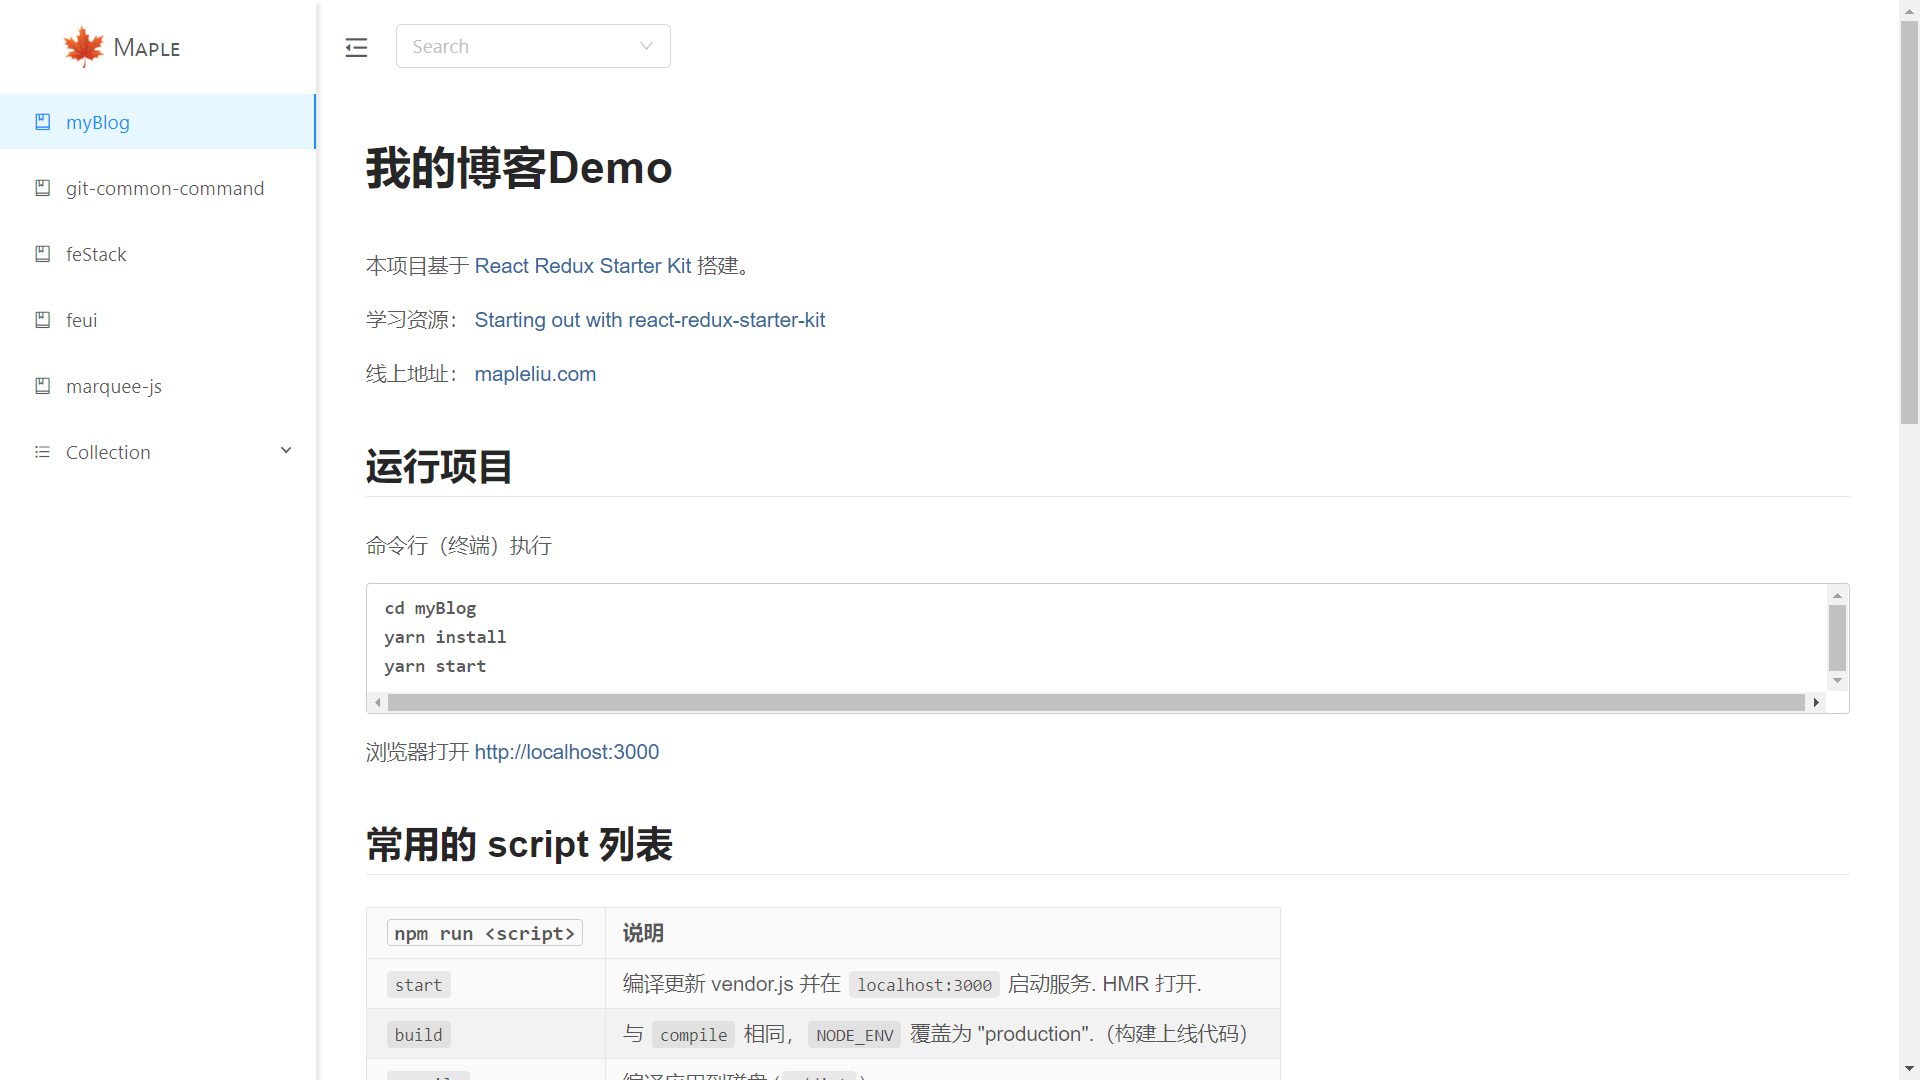 MAPLE
Search
myBlog
git-common-command
feStack
feui
marquee-js
Collection
我的博客Demo
本项目基于 React Redux Starter Kit 搭建。
学习资源： Starting out with react-redux-starter-kit
线上地址： mapleliu.com
运行项目
命令行（终端）执行
cd myBlog
yarn install
yarn start
浏览器打开 http://localhost:3000
常用的 script 列表
npm run <script> 说明
start 编译更新 vendor.js 并在 localhost:3000 启动服务. HMR 打开.
build 与 compile 相同， NODE_ENV 覆盖为 "production".（构建上线代码）